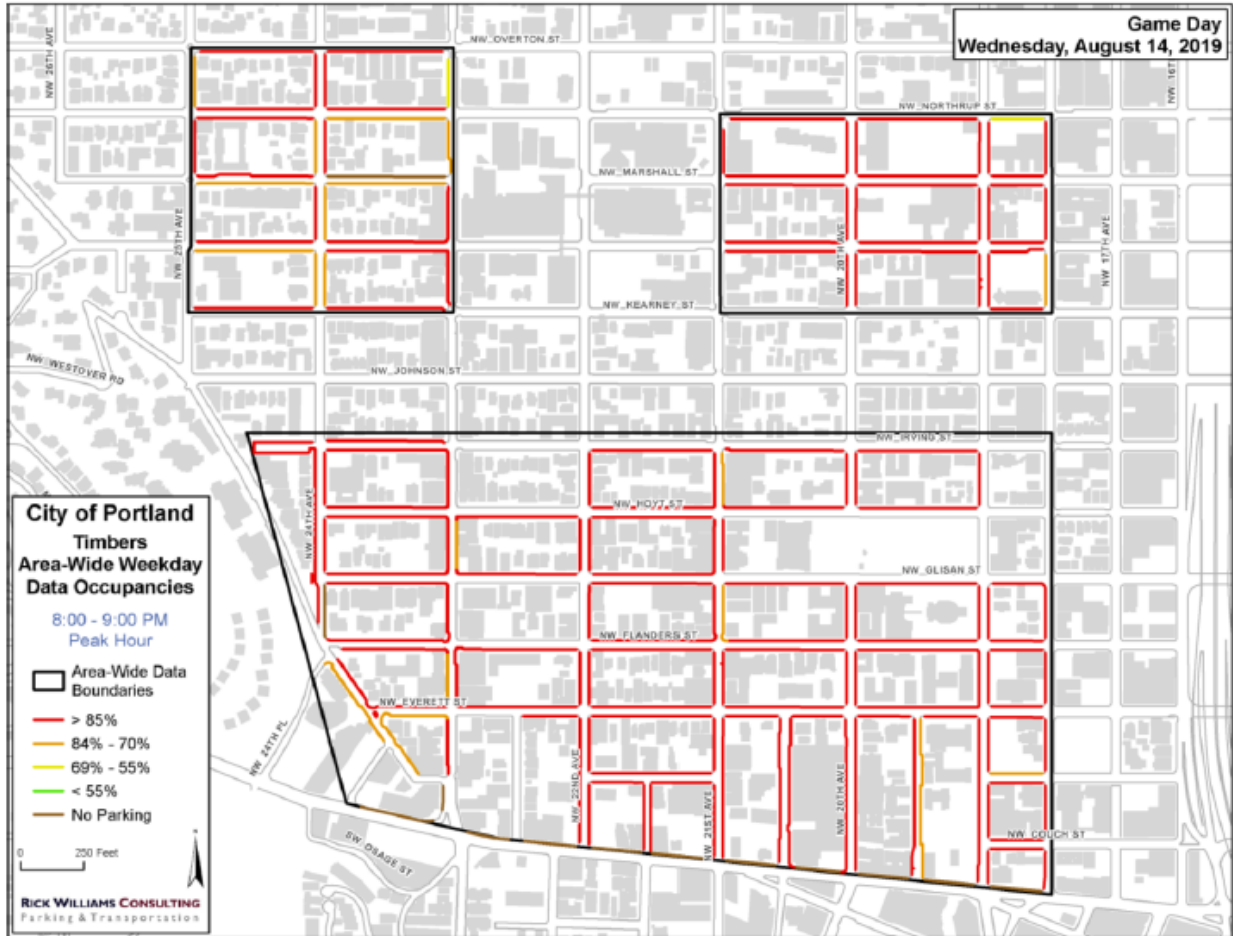 Game Day
Wednesday, August 14, 2019
NW 26TH AVE
NW OVERTON ST
NW 16TH
NW NORTHRUP ST
NW MARSHALL ST
NW 25TH AVE
NW 20TH AVE
NW 17TH AVE
NW KEARNEY ST
NW WESTOVER RD
NW JOHNSON ST
NW IRVING ST
NW 24TH AVE
NW HOYT ST
NW GLISAN ST
NW FLANDERS ST
NW EVERETT ST
NW 24TH PL
NW 22ND AVE
NW 21ST AVE
NW 20TH AVE
NW COUCH ST
SW OSAGE ST
City of Portland
Timbers
Area-Wide Weekday
Data Occupancies
8:00 - 9:00 PM
Peak Hour
Area-Wide Data
Boundaries
> 85%
84% - 70%
69% - 55%
< 55%
No Parking
0 250 Feet
RICK WILLIAMS CONSULTING
Parking & Transportation